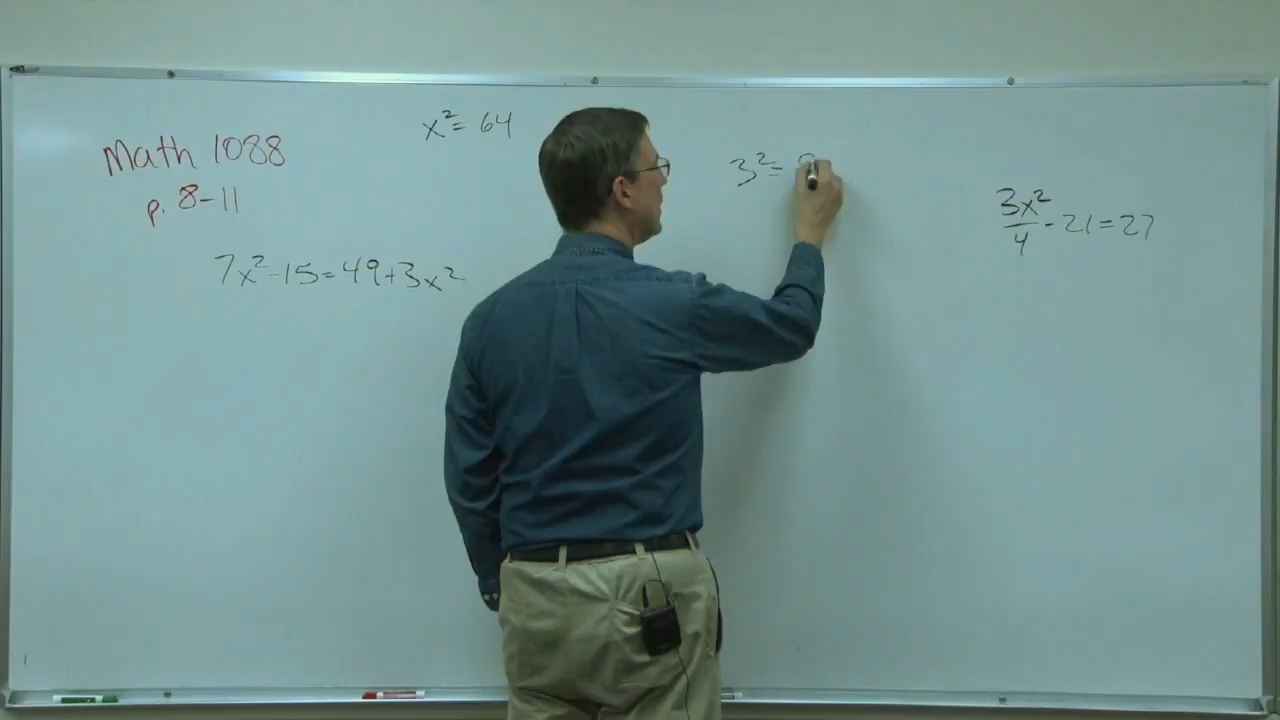 Math 1088
p. 8-11
x² = 64
7x²-15=49+3x²
3²=
3x²/4 - 21 = 27